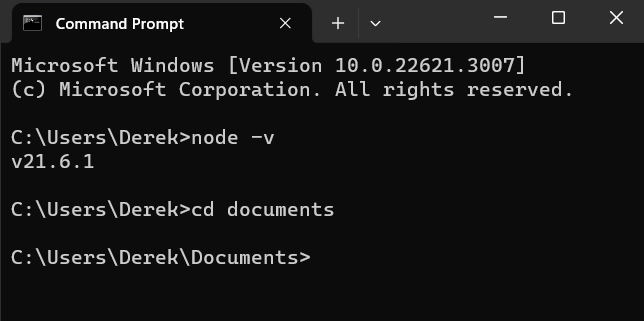 Command Prompt
Microsoft Windows [Version 10.0.22621.3007]
(c) Microsoft Corporation. All rights reserved.
C:\Users\Derek>node -v
v21.6.1
C:\Users\Derek>cd documents
C:\Users\Derek\Documents>